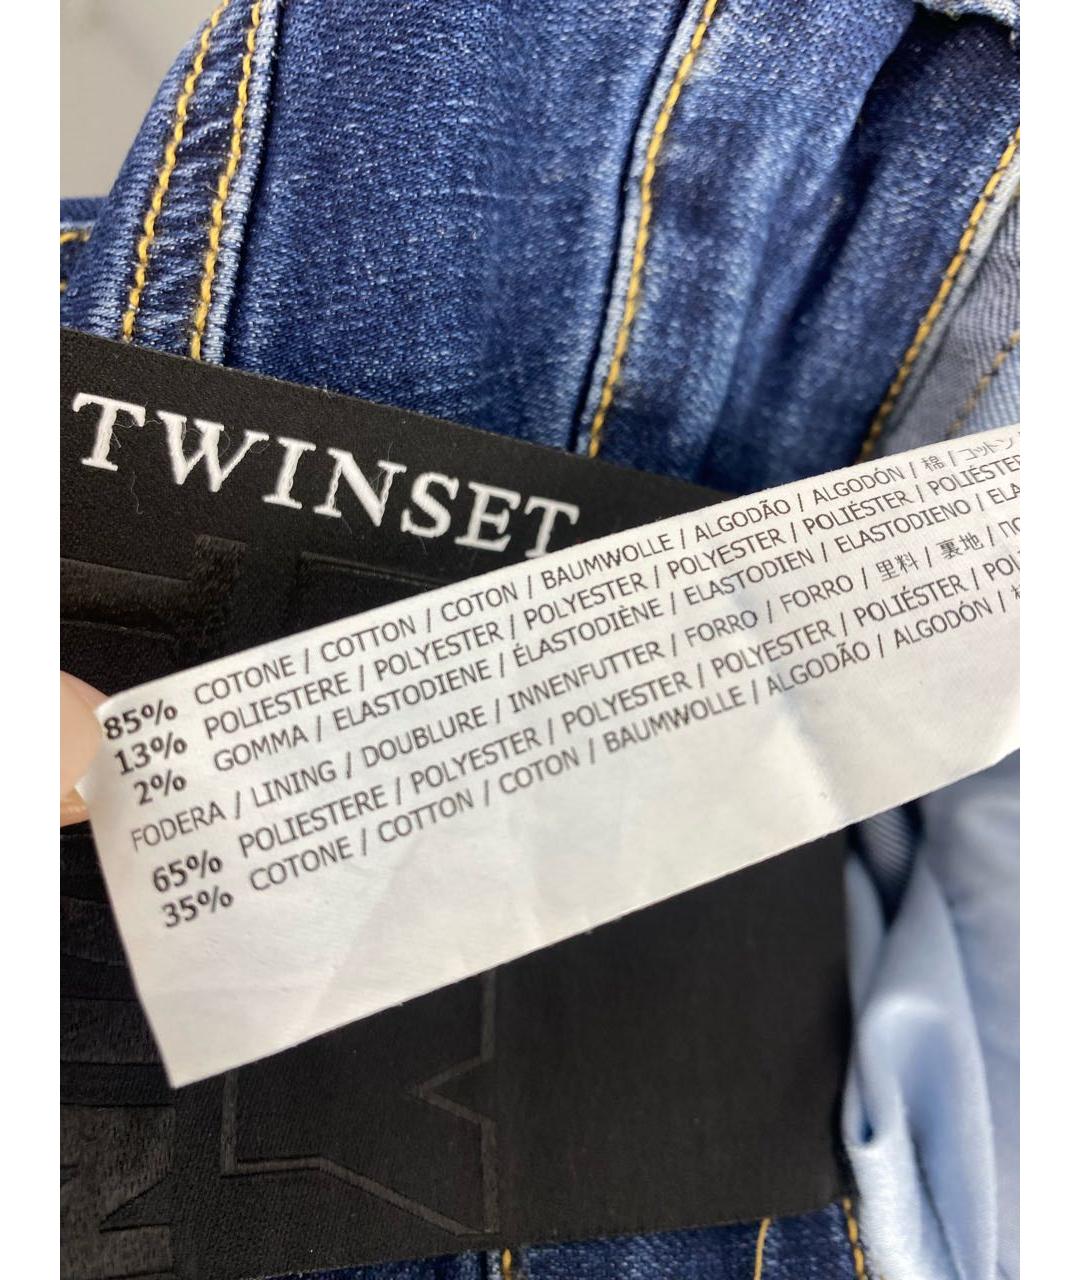 TWINSET
85% COTONE / COTTON / COTON / BAUMWOLLE / ALGODÃO / ALGODÓN / 棉 / コットン
13% POLIESTERE / POLYESTER / POLYESTER / POLYESTER / POLIÉSTER / POLIÉSTER
2% GOMMA / ELASTODIENE / ÉLASTODIÈNE / ELASTODIEN / ELASTODIENO / ELA
FODERA / LINING / DOUBLURE / INNENFUTTER / FORRO / FORRO / 里料 / 裏地 / ПО
65% POLIESTERE / POLYESTER / POLYESTER / POLYESTER / POLIÉSTER / POL
35% COTONE / COTTON / COTON / BAUMWOLLE / ALGODÃO / ALGODÓN /